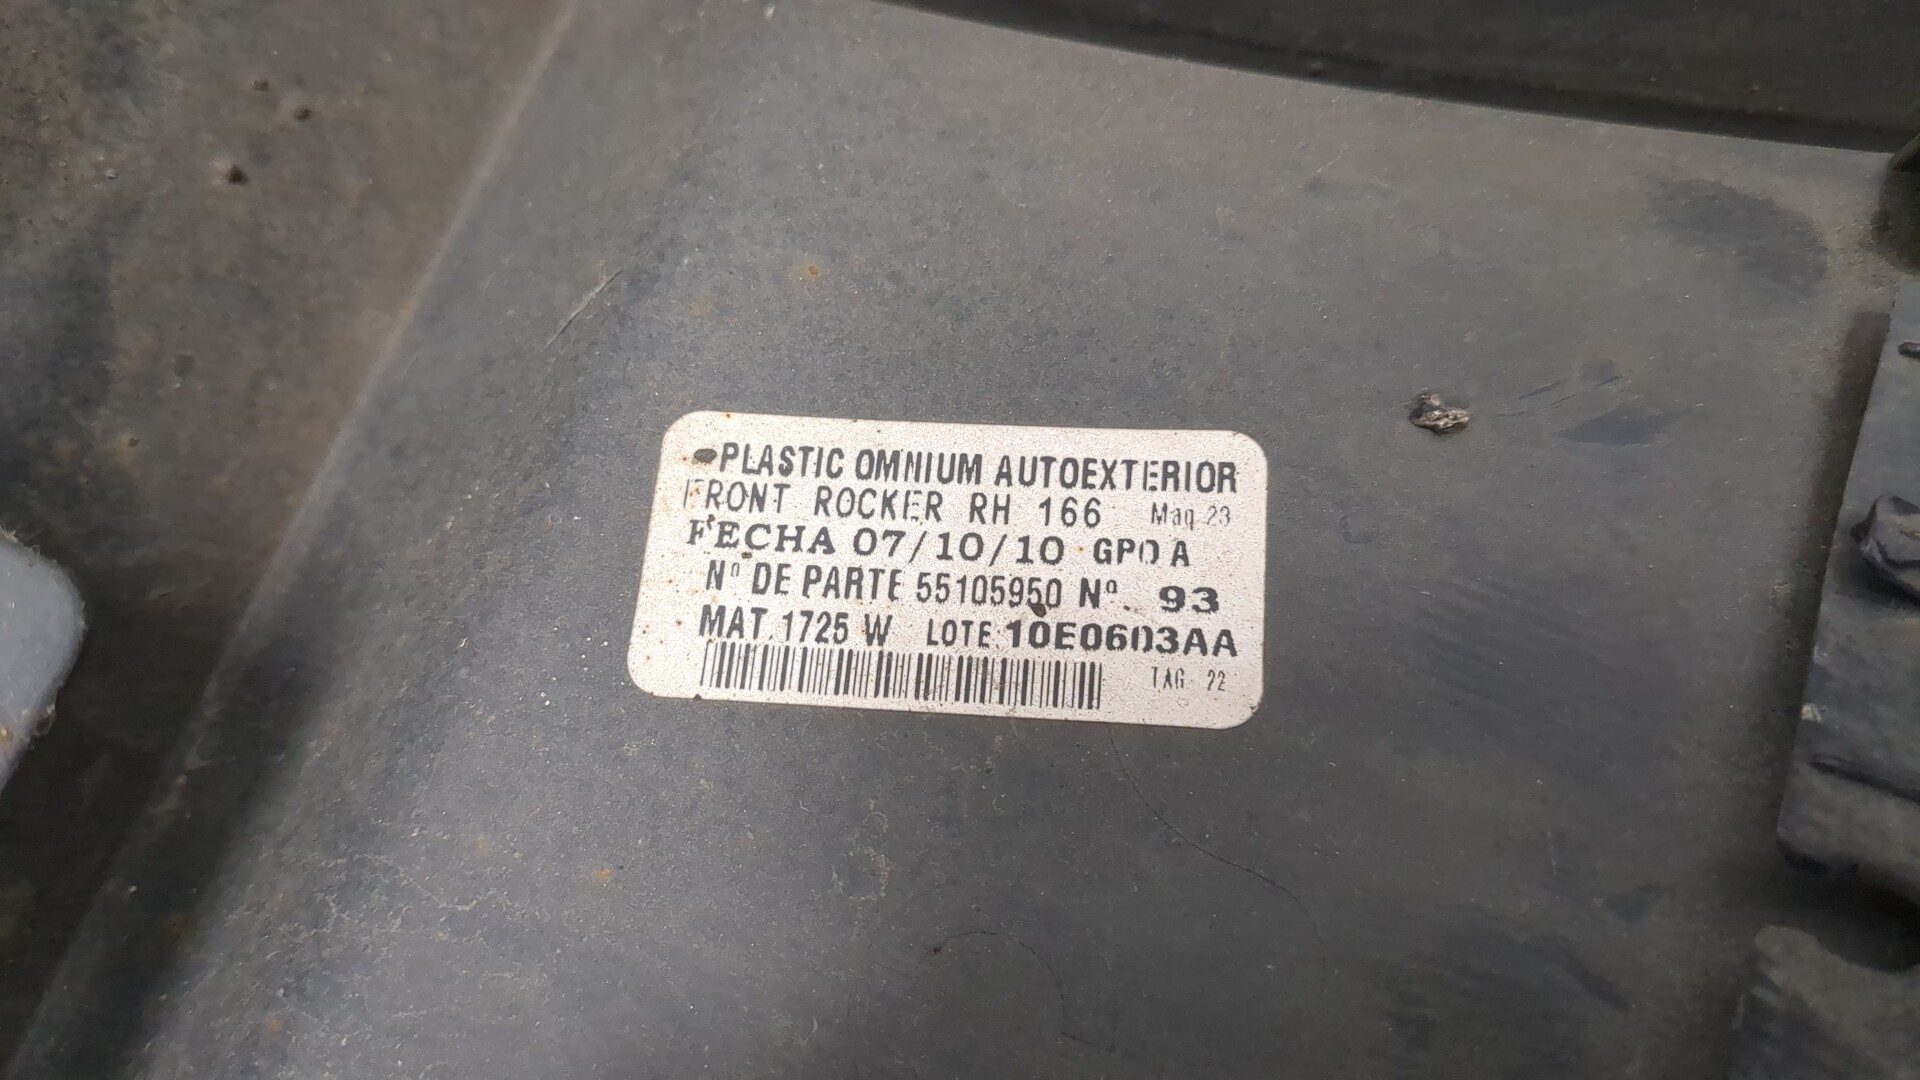 PLASTIC OMNIUM AUTOEXTERIOR
FRONT ROCKER RH 166 Maq 23
FECHA 07/10/10 GPO A
Nº DE PARTE 55105950 Nº. 93
MAT. 1725 W LOTE 10E0603AA
TAG 22